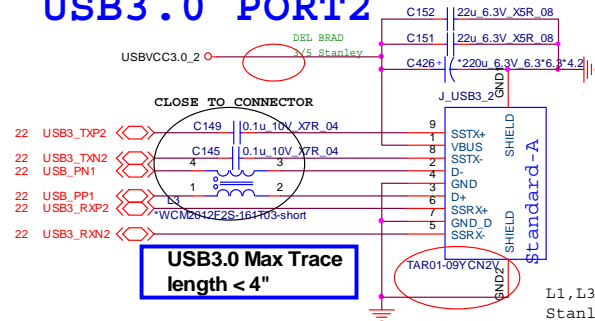 USB3.0 PORT2
C152 22u_6.3V_X5R_08
DEL BRAD
3/5 Stanley
C151 22u_6.3V_X5R_08
USBVCC3.0_2
C426 + *220u_6.3V_6.3*6.3*4.2
GND1
J_USB3_2
CLOSE TO CONNECTOR
22 USB3_TXP2 C149 0.1u_10V_X7R_04 9 SSTX+ SHIELD
1 VBUS
22 USB3_TXN2 C145 0.1u_10V_X7R_04 8 SSTX-
22 USB_PN1 4 3 2 D-
4 GND
22 USB_PP1 1 2 3 D+
22 USB3_RXP2 L3 6 SSRX+
*WCM2012F2S-161T03-short 7 GND_D
22 USB3_RXN2 5 SSRX- SHIELD
Standard-A
USB3.0 Max Trace
length < 4"
TAR01-09YCN2V
GND2
L1,L3
Stanl